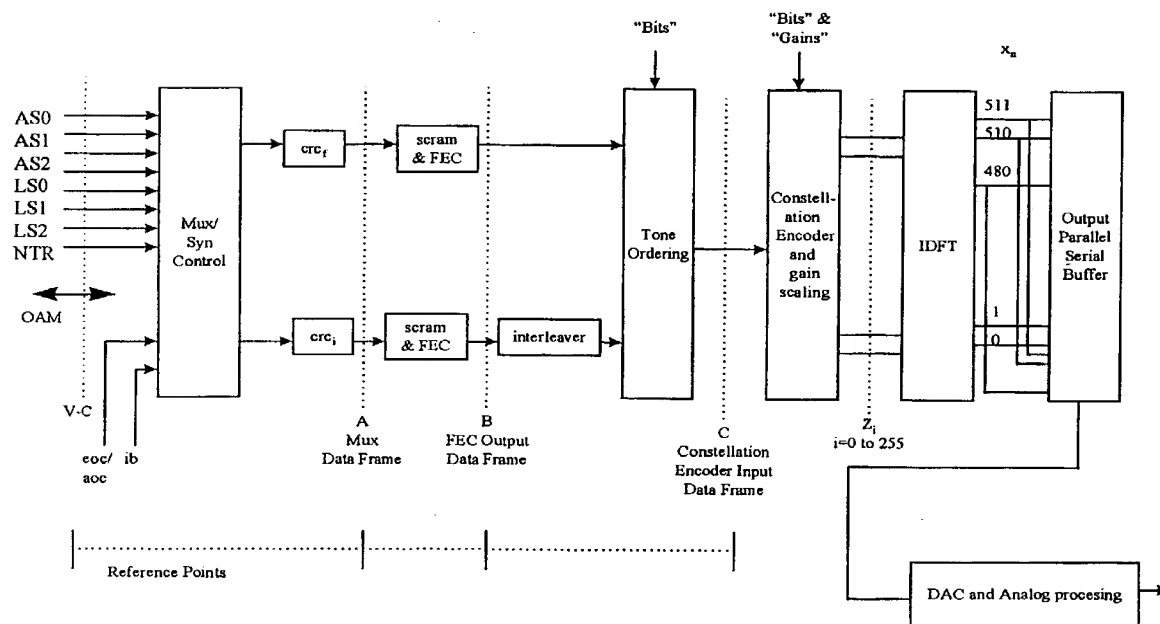 "Bits"
"Bits" &
"Gains"
xn
AS0
AS1
AS2
LS0
LS1
LS2
NTR
OAM
V-C
eoc/
aoc
ib
Mux/
Syn
Control
crcf
crci
scram
& FEC
scram
& FEC
interleaver
A
Mux
Data Frame
B
FEC Output
Data Frame
Tone
Ordering
C
Constellation
Encoder Input
Data Frame
Constell-
ation
Encoder
and
gain
scaling
Zi
i=0 to 255
IDFT
511
510
480
1
0
Output
Parallel
Serial
Buffer
Reference Points
DAC and Analog procesing